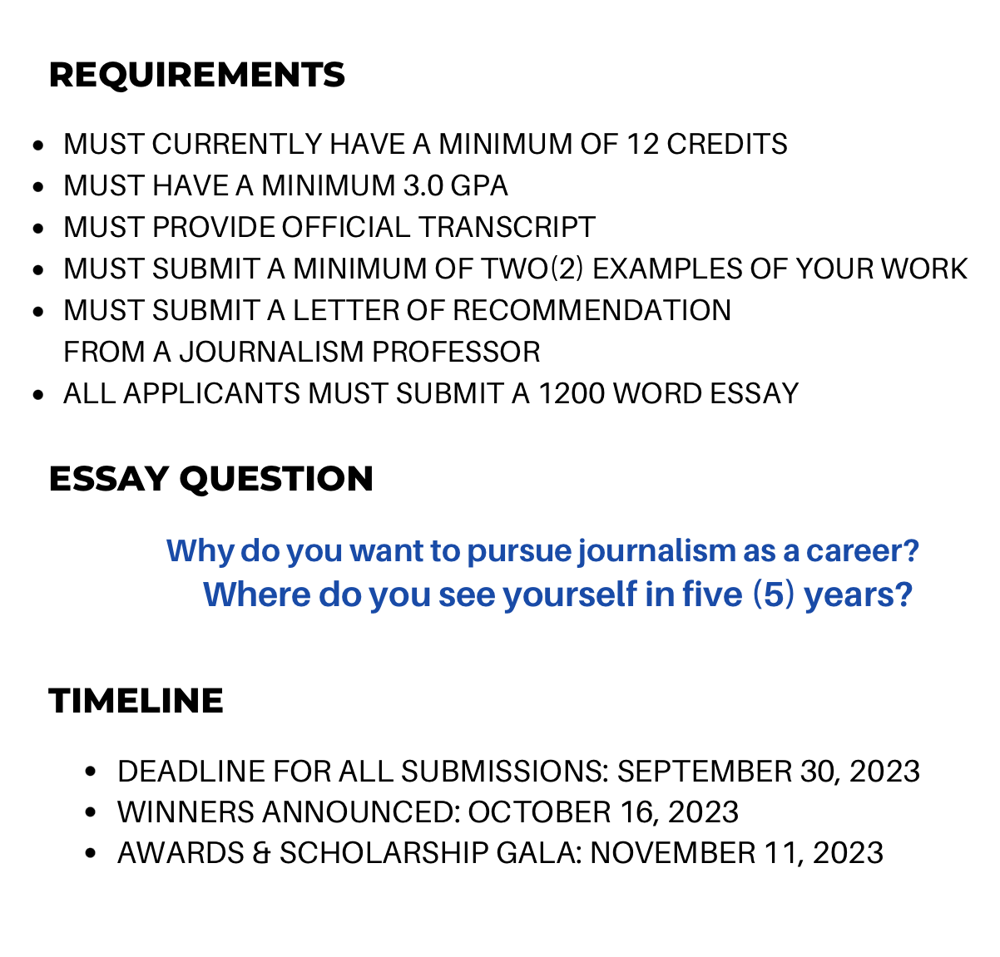 REQUIREMENTS
• MUST CURRENTLY HAVE A MINIMUM OF 12 CREDITS
• MUST HAVE A MINIMUM 3.0 GPA
• MUST PROVIDE OFFICIAL TRANSCRIPT
• MUST SUBMIT A MINIMUM OF TWO(2) EXAMPLES OF YOUR WORK
• MUST SUBMIT A LETTER OF RECOMMENDATION
FROM A JOURNALISM PROFESSOR
• ALL APPLICANTS MUST SUBMIT A 1200 WORD ESSAY
ESSAY QUESTION
Why do you want to pursue journalism as a career?
Where do you see yourself in five (5) years?
TIMELINE
• DEADLINE FOR ALL SUBMISSIONS: SEPTEMBER 30, 2023
• WINNERS ANNOUNCED: OCTOBER 16, 2023
• AWARDS & SCHOLARSHIP GALA: NOVEMBER 11, 2023